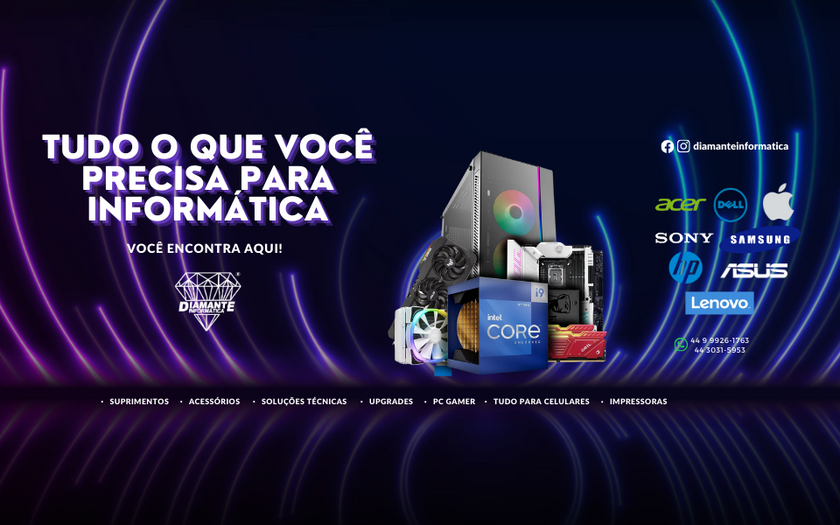 TUDO O QUE VOCÊ
PRECISA PARA
INFORMÁTICA
VOCÊ ENCONTRA AQUI!
DIAMANTE
INFORMÁTICA
®
i9
intel
CORE
diamanteinformatica
acer DELL
SONY SAMSUNG
hp ASUS
Lenovo
44 9 9926-1763
44 3031-5953
· SUPRIMENTOS · ACESSÓRIOS · SOLUÇÕES TÉCNICAS · UPGRADES · PC GAMER · TUDO PARA CELULARES · IMPRESSORAS